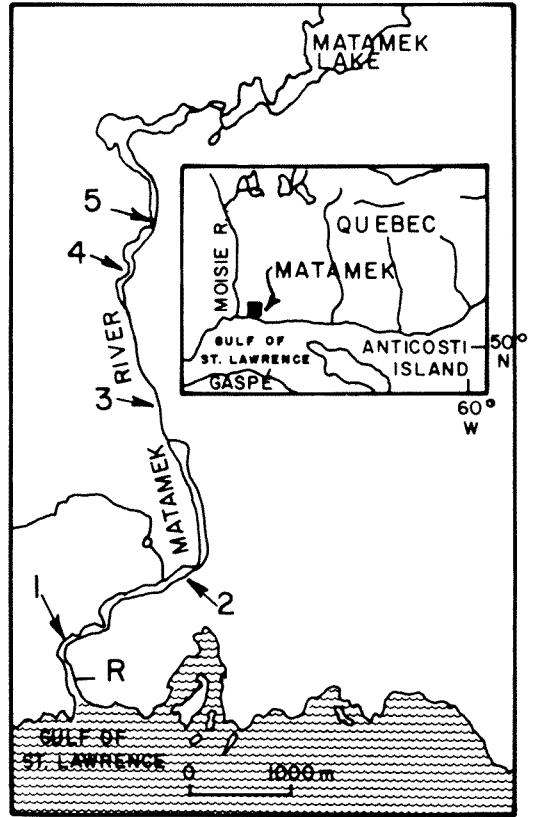 MATAMEK
LAKE
5
4
RIVER
3
MATAMEK
1
2
R
GULF OF
ST. LAWRENCE
0 1000 m
MOISIE R.
QUEBEC
MATAMEK
GULF OF
ST. LAWRENCE
GASPÉ
ANTICOSTI
ISLAND
50°
N
60°
W